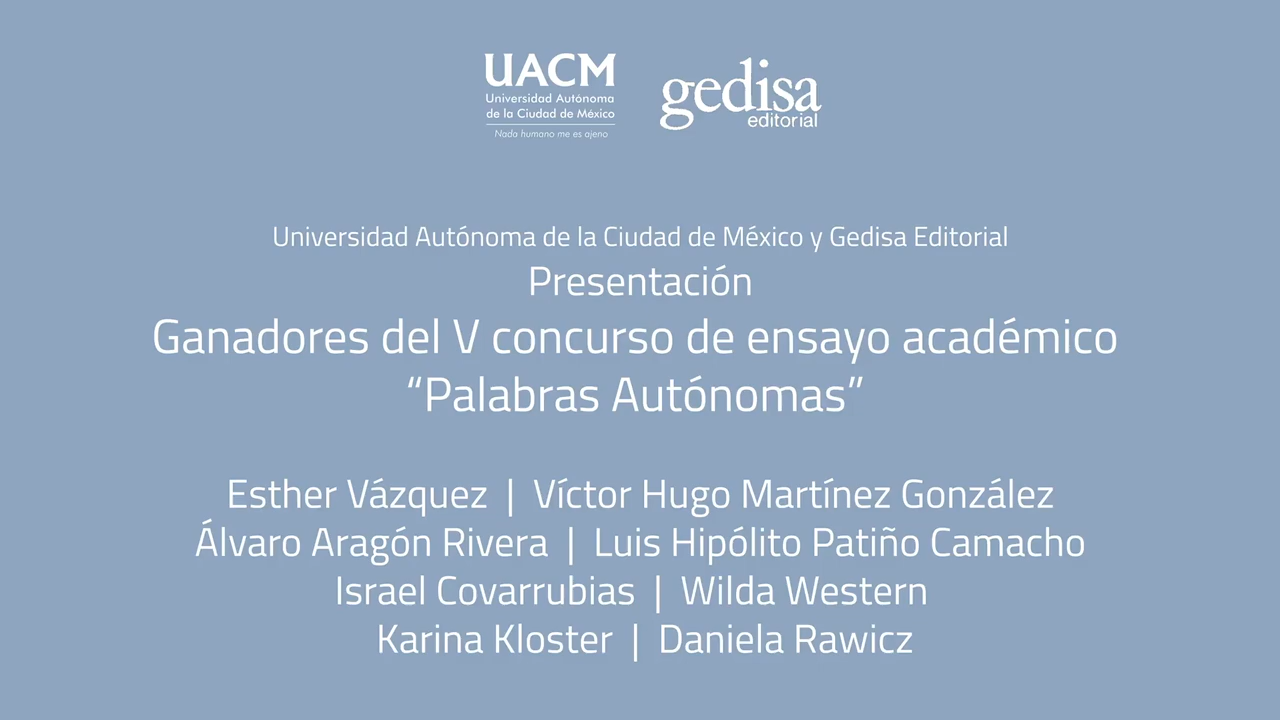 UACM
Universidad Autónoma
de la Ciudad de México
Nada humano me es ajeno
gedisa
editorial
Universidad Autónoma de la Ciudad de México y Gedisa Editorial
Presentación
Ganadores del V concurso de ensayo académico
“Palabras Autónomas”
Esther Vázquez | Víctor Hugo Martínez González
Álvaro Aragón Rivera | Luis Hipólito Patiño Camacho
Israel Covarrubias | Wilda Western
Karina Kloster | Daniela Rawicz